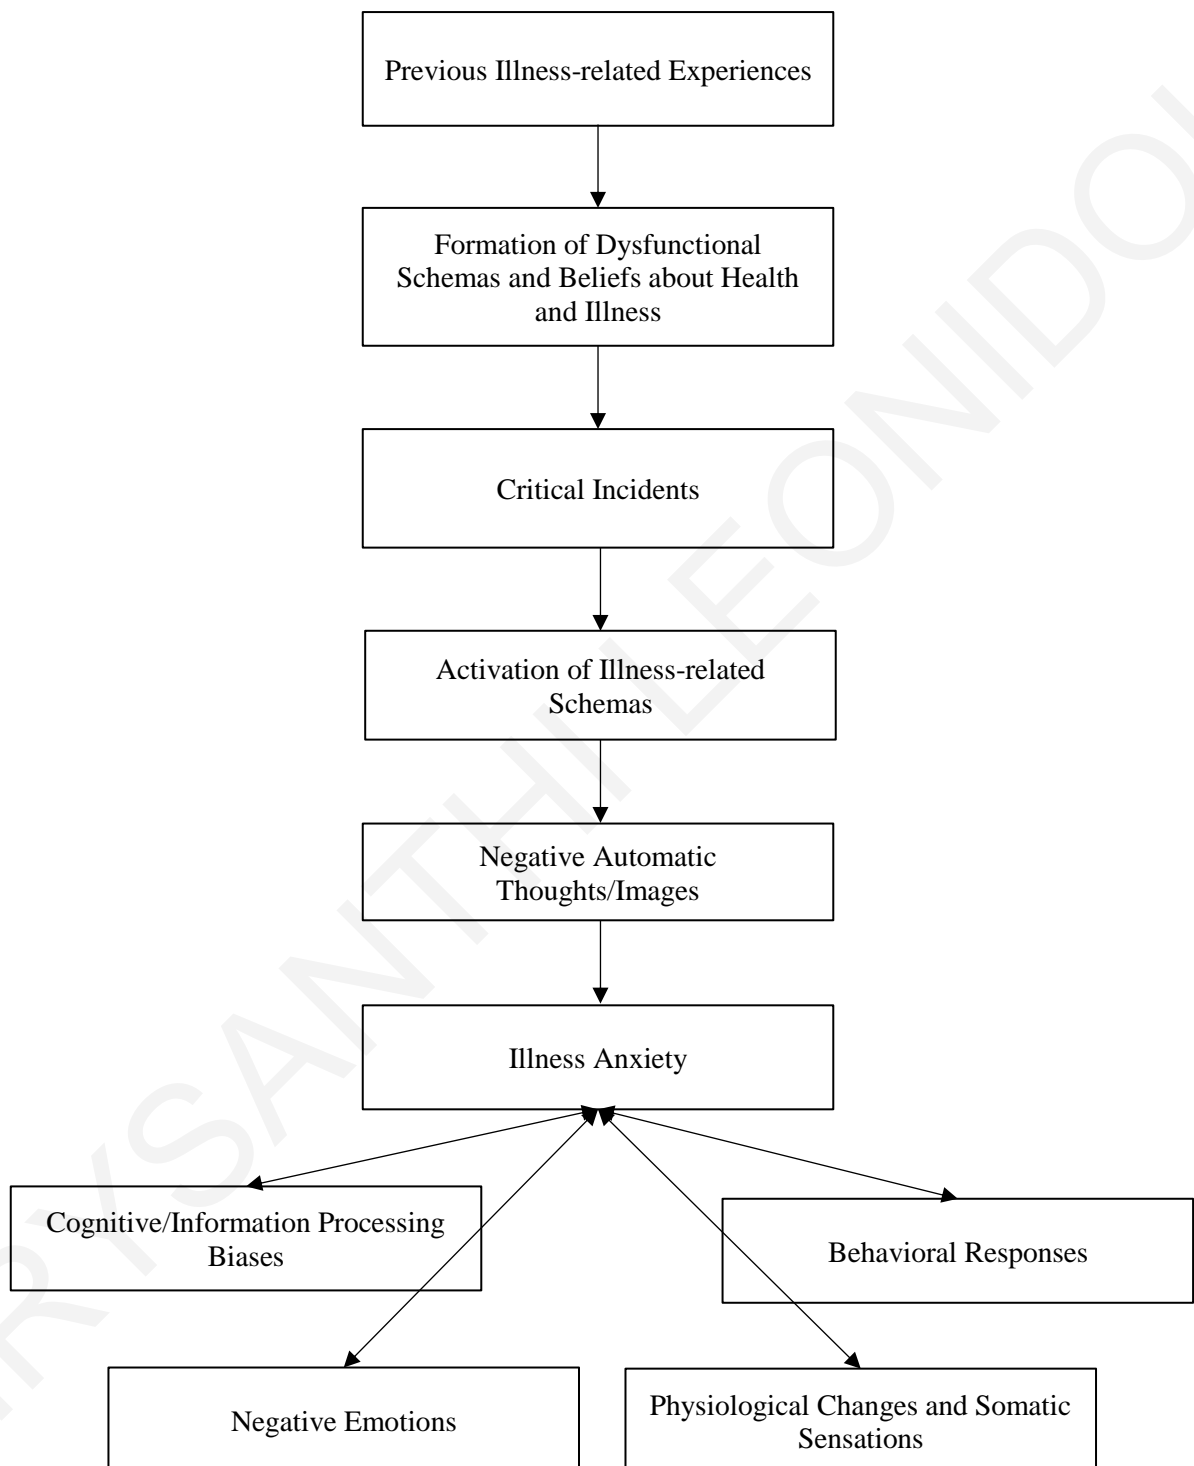 Previous Illness-related Experiences
Formation of Dysfunctional
Schemas and Beliefs about Health
and Illness
Critical Incidents
Activation of Illness-related
Schemas
Negative Automatic
Thoughts/Images
Illness Anxiety
Cognitive/Information Processing
Biases
Behavioral Responses
Negative Emotions
Physiological Changes and Somatic
Sensations